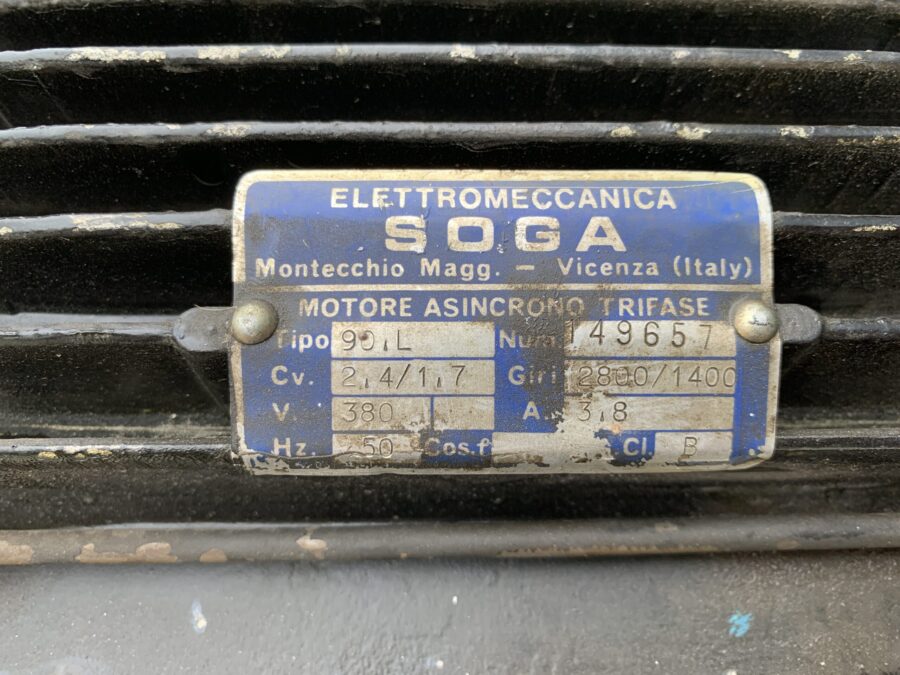 ELETTROMECCANICA
SOGA
Montecchio Magg. - Vicenza (Italy)
MOTORE ASINCRONO TRIFASE
Tipo 90.L Num. 149657
Cv. 2,4/1,7 Giri 2800/1400
V. 380 A. 3,8
Hz. 50 Cos.f Cl. B